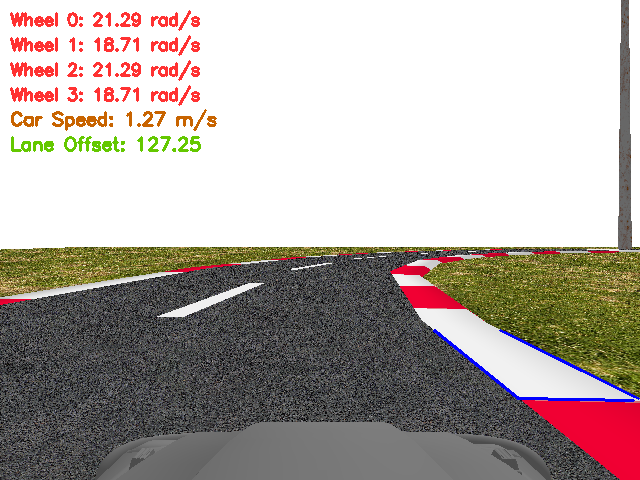 Wheel 0: 21.29 rad/s
Wheel 1: 18.71 rad/s
Wheel 2: 21.29 rad/s
Wheel 3: 18.71 rad/s
Car Speed: 1.27 m/s
Lane Offset: 127.25